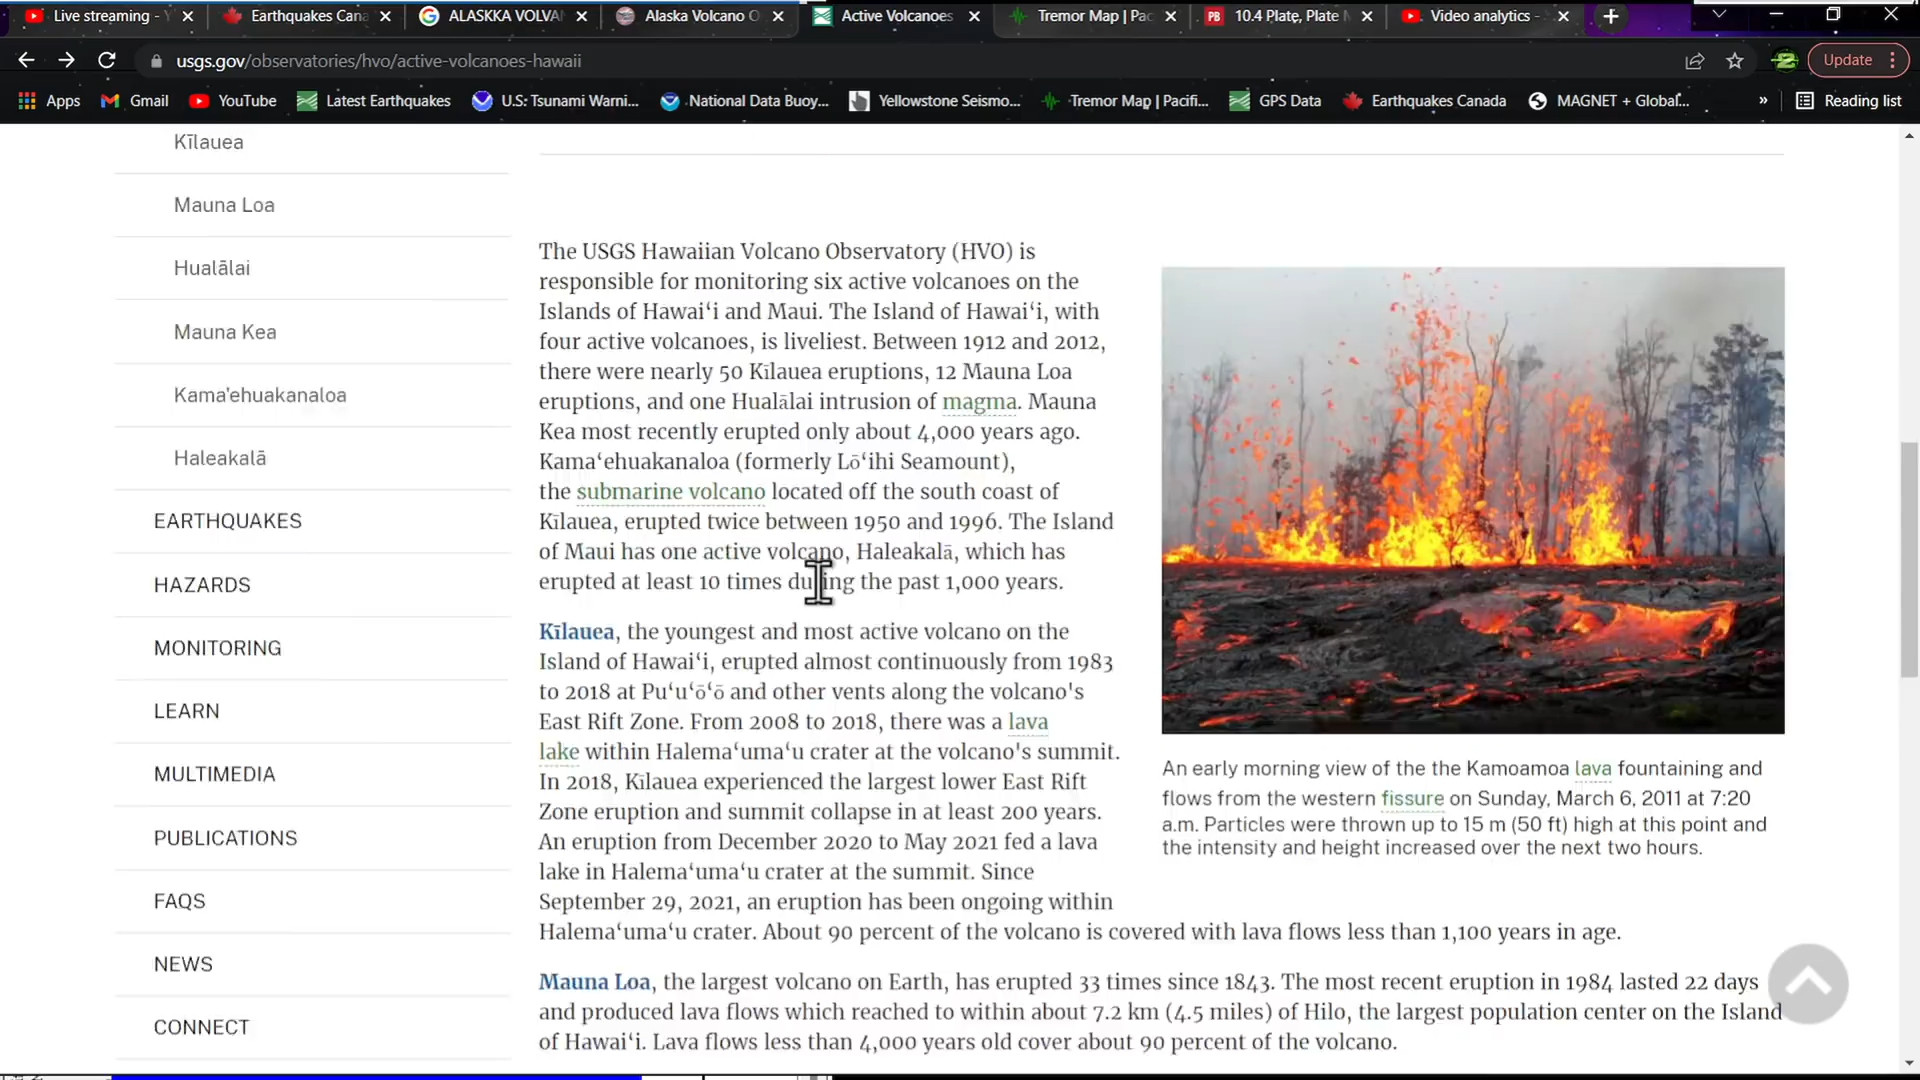 Live streaming - Y
Earthquakes Cana
ALASKKA VOLVAN
Alaska Volcano O
Active Volcanoes
Tremor Map | Pac
10.4 Plate, Plate M
Video analytics -
usgs.gov/observatories/hvo/active-volcanoes-hawaii
Update
Apps
Gmail
YouTube
Latest Earthquakes
U.S: Tsunami Warni...
National Data Buoy...
Yellowstone Seismo...
Tremor Map | Pacifi...
GPS Data
Earthquakes Canada
MAGNET + Global...
»
Reading list
Kīlauea
Mauna Loa
Hualālai
Mauna Kea
Kama'ehuakanaloa
Haleakalā
EARTHQUAKES
HAZARDS
MONITORING
LEARN
MULTIMEDIA
PUBLICATIONS
FAQS
NEWS
CONNECT
The USGS Hawaiian Volcano Observatory (HVO) is
responsible for monitoring six active volcanoes on the
Islands of Hawaiʻi and Maui. The Island of Hawaiʻi, with
four active volcanoes, is liveliest. Between 1912 and 2012,
there were nearly 50 Kīlauea eruptions, 12 Mauna Loa
eruptions, and one Hualālai intrusion of magma. Mauna
Kea most recently erupted only about 4,000 years ago.
Kamaʻehuakanaloa (formerly Lōʻihi Seamount),
the submarine volcano located off the south coast of
Kīlauea, erupted twice between 1950 and 1996. The Island
of Maui has one active volcano, Haleakalā, which has
erupted at least 10 times during the past 1,000 years.
Kīlauea, the youngest and most active volcano on the
Island of Hawaiʻi, erupted almost continuously from 1983
to 2018 at Puʻuʻōʻō and other vents along the volcano's
East Rift Zone. From 2008 to 2018, there was a lava
lake within Halemaʻumaʻu crater at the volcano's summit.
In 2018, Kīlauea experienced the largest lower East Rift
Zone eruption and summit collapse in at least 200 years.
An eruption from December 2020 to May 2021 fed a lava
lake in Halemaʻumaʻu crater at the summit. Since
September 29, 2021, an eruption has been ongoing within
Halemaʻumaʻu crater. About 90 percent of the volcano is covered with lava flows less than 1,100 years in age.
Mauna Loa, the largest volcano on Earth, has erupted 33 times since 1843. The most recent eruption in 1984 lasted 22 days
and produced lava flows which reached to within about 7.2 km (4.5 miles) of Hilo, the largest population center on the Island
of Hawaiʻi. Lava flows less than 4,000 years old cover about 90 percent of the volcano.
An early morning view of the the Kamoamoa lava fountaining and
flows from the western fissure on Sunday, March 6, 2011 at 7:20
a.m. Particles were thrown up to 15 m (50 ft) high at this point and
the intensity and height increased over the next two hours.